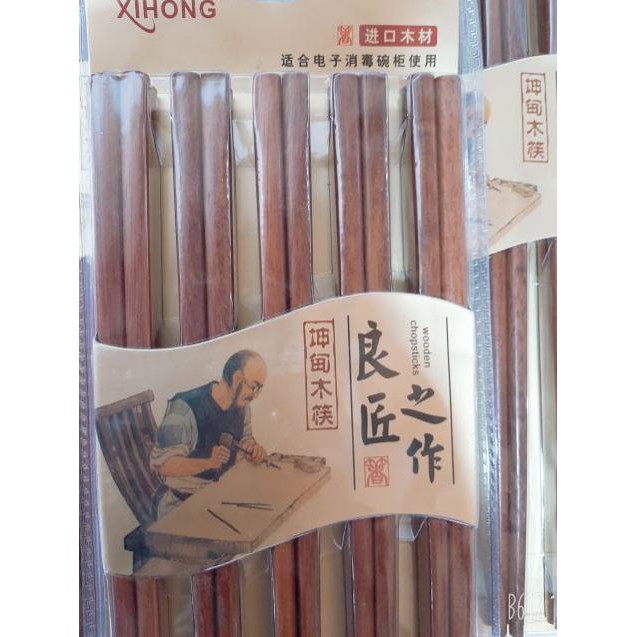 XIHONG
进口木材
适合电子消毒碗柜使用
坤甸木筷
坤甸木筷
wooden
chopsticks
良匠
之作
B612